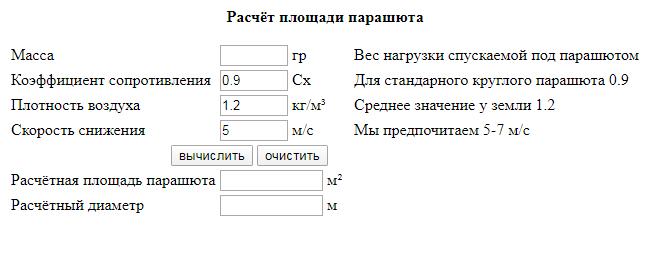 Расчёт площади парашюта
Масса гр Вес нагрузки спускаемой под парашютом
Коэффициент сопротивления 0.9 Cx Для стандарного круглого парашюта 0.9
Плотность воздуха 1.2 кг/м³ Среднее значение у земли 1.2
Скорость снижения 5 м/с Мы предпочитаем 5-7 м/с
вычислить очистить
Расчётная площадь парашюта м²
Расчётный диаметр м